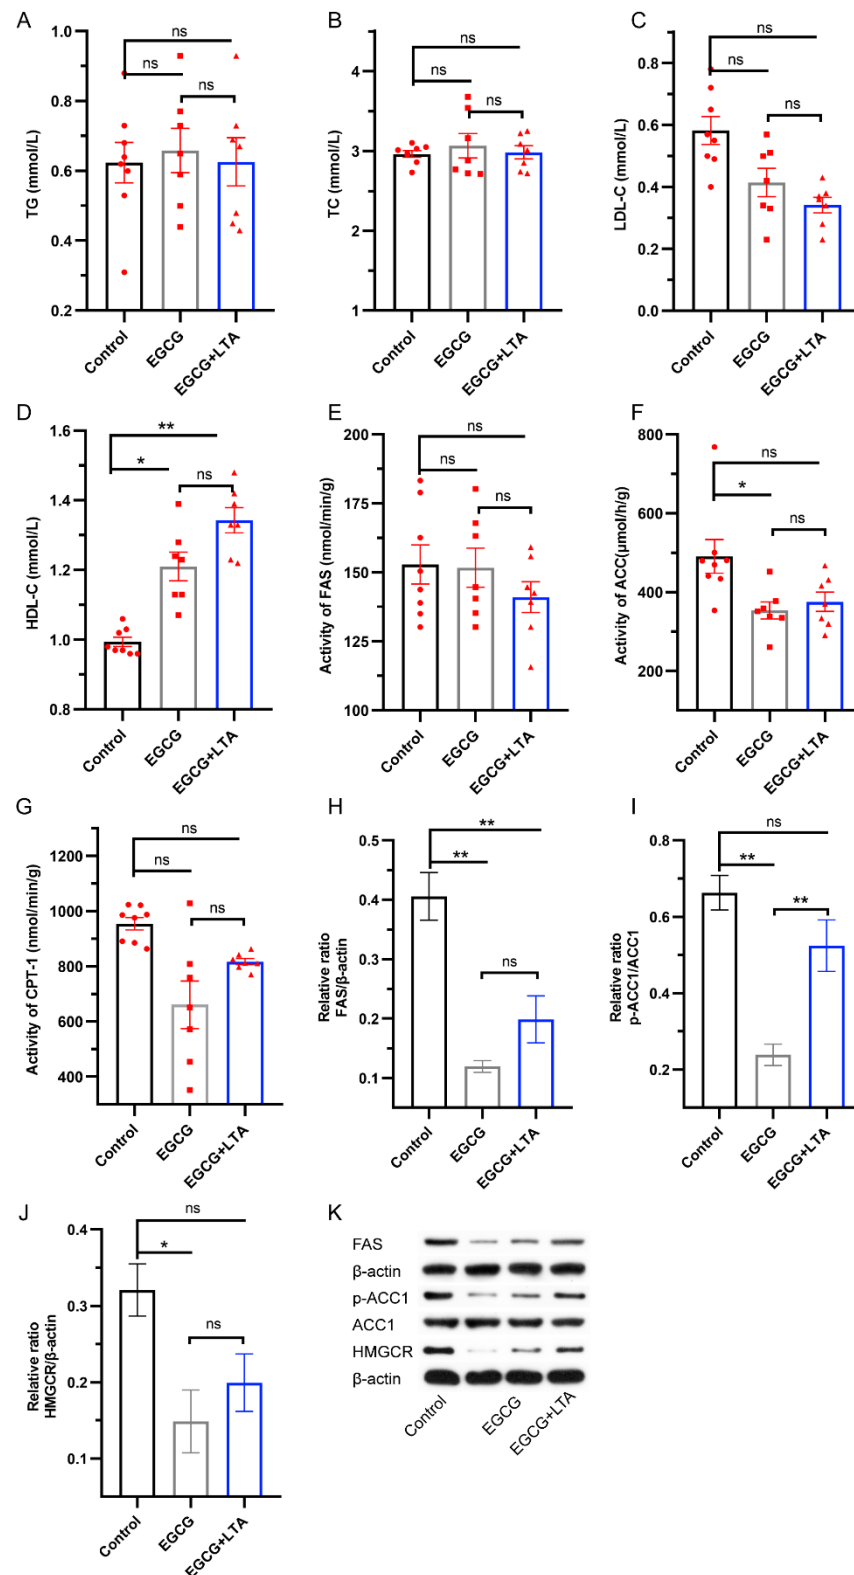 A
TG (mmol/L)
1.0
0.8
0.6
0.4
0.2
ns
ns
ns
Control
EGCG
EGCG+LTA
B
TC (mmol/L)
4
3
2
1
ns
ns
ns
Control
EGCG
EGCG+LTA
C
LDL-C (mmol/L)
0.8
0.6
0.4
0.2
0.0
ns
ns
ns
Control
EGCG
EGCG+LTA
D
HDL-C (mmol/L)
1.6
1.4
1.2
1.0
0.8
**
*
ns
Control
EGCG
EGCG+LTA
E
Activity of FAS (nmol/min/g)
200
175
150
125
100
ns
ns
ns
Control
EGCG
EGCG+LTA
F
Activity of ACC(μmol/h/g)
800
600
400
200
ns
*
ns
Control
EGCG
EGCG+LTA
G
Activity of CPT-1 (nmol/min/g)
1200
1000
800
600
400
ns
ns
ns
Control
EGCG
EGCG+LTA
H
Relative ratio
FAS/β-actin
0.5
0.4
0.3
0.2
0.1
**
**
ns
Control
EGCG
EGCG+LTA
I
Relative ratio
p-ACC1/ACC1
0.8
0.6
0.4
0.2
ns
**
**
Control
EGCG
EGCG+LTA
J
Relative ratio
HMGCR/β-actin
0.4
0.3
0.2
0.1
ns
*
ns
Control
EGCG
EGCG+LTA
K
FAS
β-actin
p-ACC1
ACC1
HMGCR
β-actin
Control
EGCG
EGCG+LTA